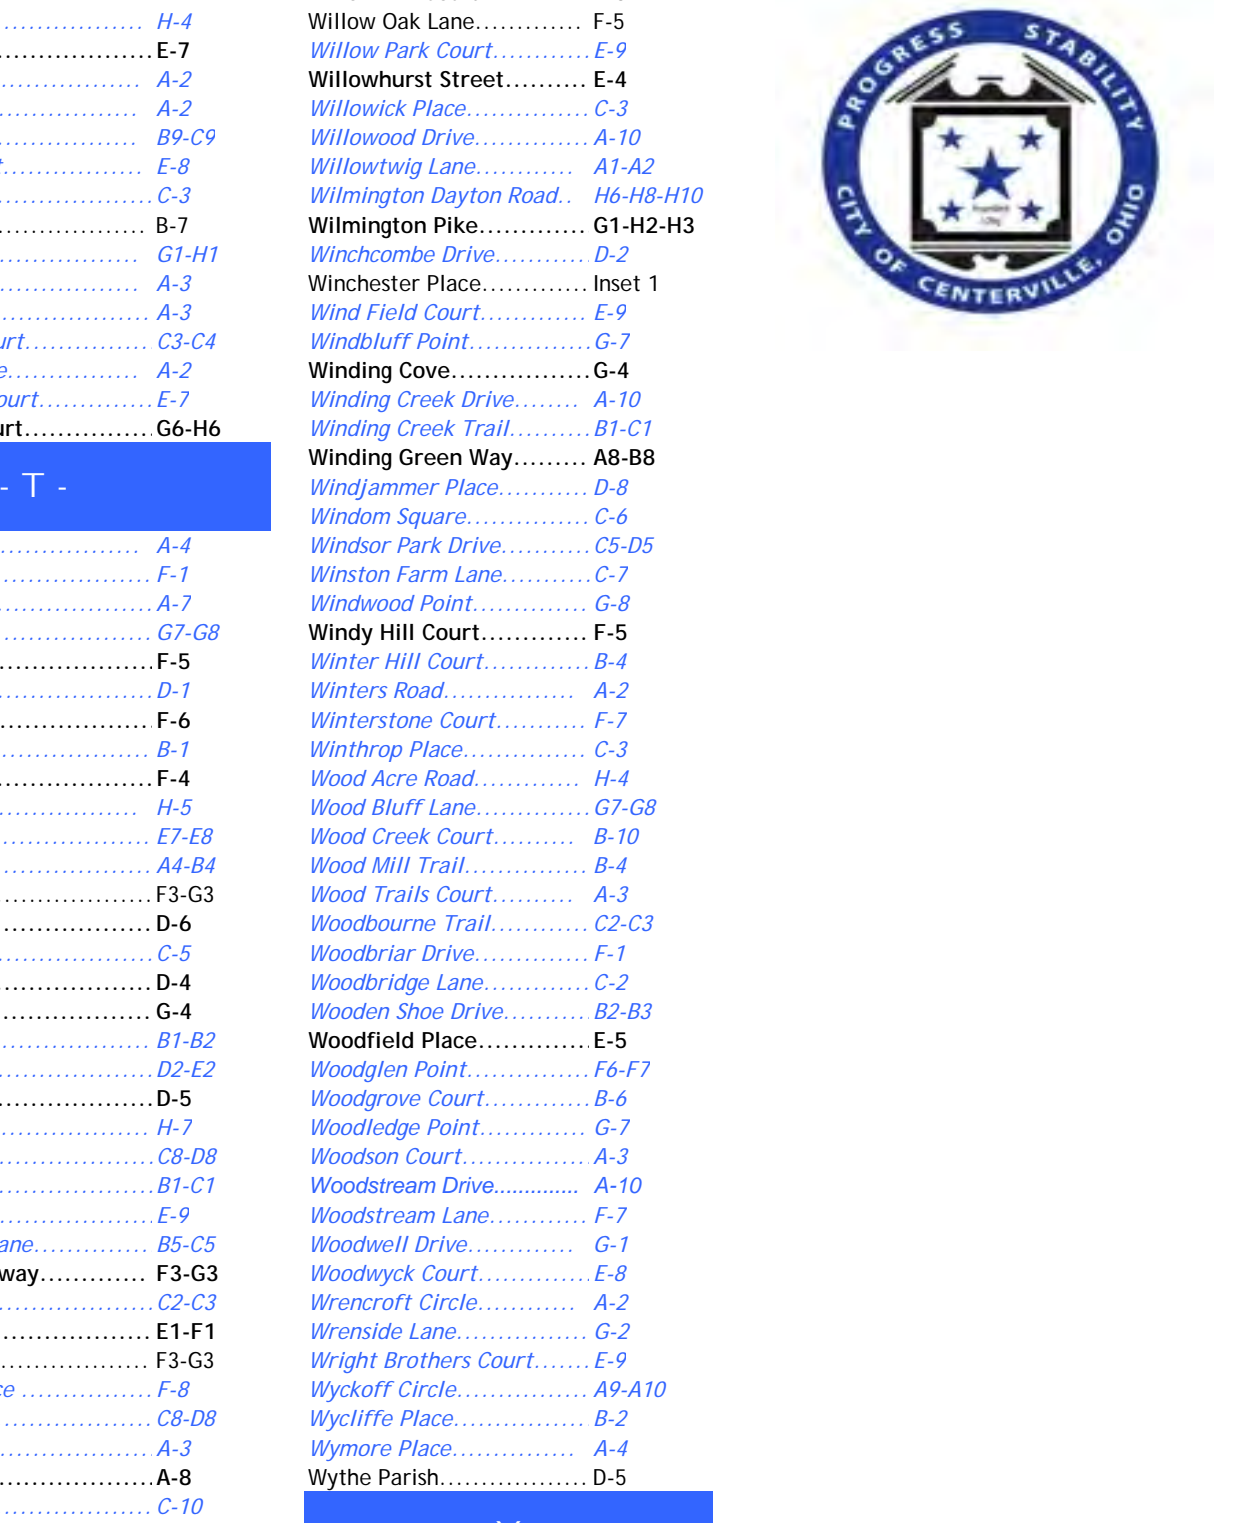 ................ H-4
..................E-7
................ A-2
................ A-2
................ B9-C9
t................ E-8
..................C-3
.................. B-7
................ G1-H1
................ A-3
.................. A-3
urt................ C3-C4
e............... A-2
ourt..............E-7
urt................G6-H6
- T -
................ A-4
.................. F-1
..................A-7
.................. G7-G8
..................F-5
..................D-1
..................F-6
.................. B-1
..................F-4
................ H-5
.................. E7-E8
.................. A4-B4
..................F3-G3
..................D-6
..................C-5
..................D-4
.................. G-4
.................. B1-B2
..................D2-E2
..................D-5
.................. H-7
..................C8-D8
..................B1-C1
..................E-9
ane.............. B5-C5
way............. F3-G3
..................C2-C3
.................. E1-F1
.................. F3-G3
ce ................F-8
..................C8-D8
..................A-3
..................A-8
.................. C-10
Willow Oak Lane............. F-5
Willow Park Court............E-9
Willowhurst Street.......... E-4
Willowick Place...............C-3
Willowood Drive..............A-10
Willowtwig Lane............ A1-A2
Wilmington Dayton Road.. H6-H8-H10
Wilmington Pike............. G1-H2-H3
Winchcombe Drive............D-2
Winchester Place............. Inset 1
Wind Field Court............. E-9
Windbluff Point...............G-7
Winding Cove.................G-4
Winding Creek Drive........ A-10
Winding Creek Trail..........B1-C1
Winding Green Way......... A8-B8
Windjammer Place........... D-8
Windom Square............... C-6
Windsor Park Drive...........C5-D5
Winston Farm Lane...........C-7
Windwood Point.............. G-8
Windy Hill Court............. F-5
Winter Hill Court............. B-4
Winters Road................ A-2
Winterstone Court........... F-7
Winthrop Place............... C-3
Wood Acre Road............. H-4
Wood Bluff Lane..............G7-G8
Wood Creek Court.......... B-10
Wood Mill Trail............... B-4
Wood Trails Court.......... A-3
Woodbourne Trail............ C2-C3
Woodbriar Drive.............. F-1
Woodbridge Lane.............C-2
Wooden Shoe Drive........... B2-B3
Woodfield Place..............E-5
Woodglen Point...............F6-F7
Woodgrove Court.............B-6
Woodledge Point............. G-7
Woodson Court................A-3
Woodstream Drive.............. A-10
Woodstream Lane............ F-7
Woodwell Drive............. G-1
Woodwyck Court..............E-8
Wrencroft Circle............ A-2
Wrenside Lane................ G-2
Wright Brothers Court.......E-9
Wyckoff Circle................ A9-A10
Wycliffe Place................ B-2
Wymore Place............... A-4
Wythe Parish.................. D-5
PROGRESS STABILITY
CITY OF CENTERVILLE, OHIO